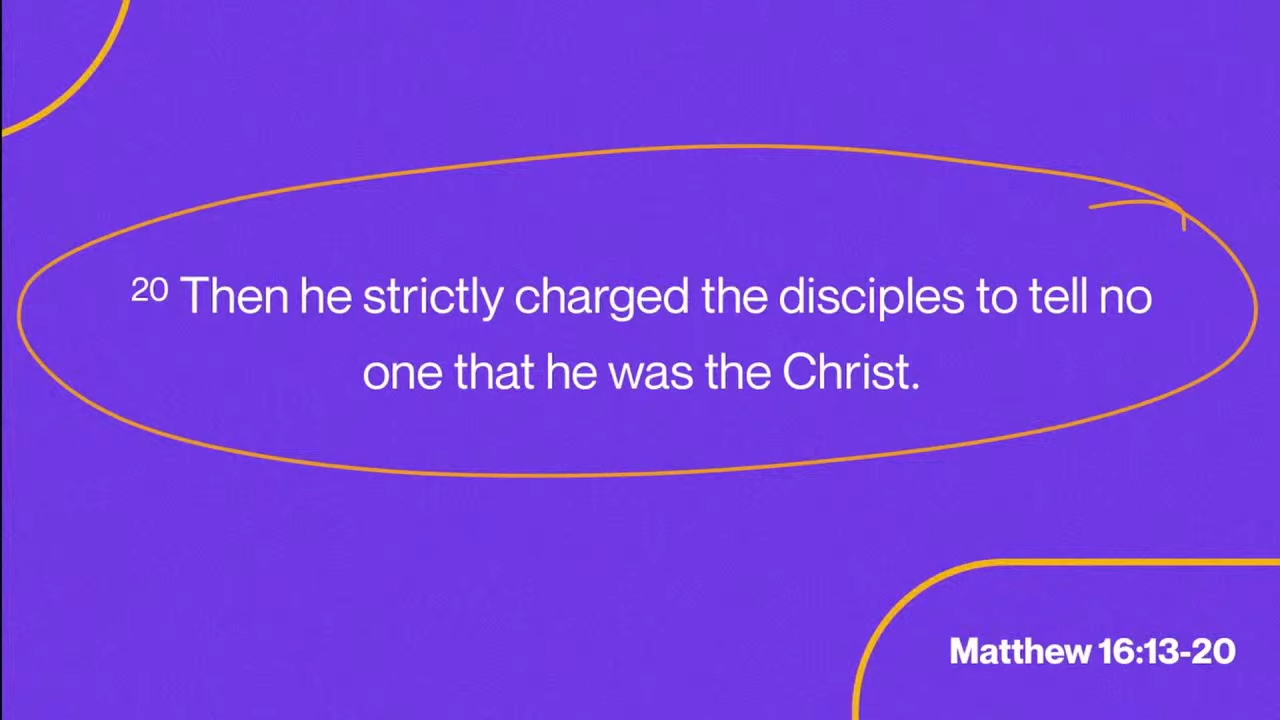 20 Then he strictly charged the disciples to tell no
one that he was the Christ.
Matthew 16:13-20